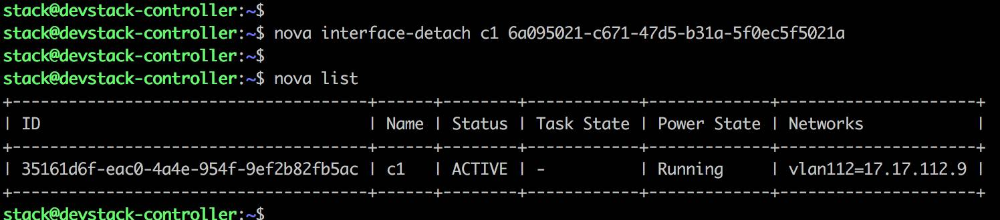 stack@devstack-controller:~$
stack@devstack-controller:~$ nova interface-detach c1 6a095021-c671-47d5-b31a-5f0ec5f5021a
stack@devstack-controller:~$
stack@devstack-controller:~$ nova list
+--------------------------------------+------+--------+------------+-------------+---------------------+
| ID                                   | Name | Status | Task State | Power State | Networks            |
+--------------------------------------+------+--------+------------+-------------+---------------------+
| 35161d6f-eac0-4a4e-954f-9ef2b82fb5ac | c1   | ACTIVE | -          | Running     | vlan112=17.17.112.9 |
+--------------------------------------+------+--------+------------+-------------+---------------------+
stack@devstack-controller:~$